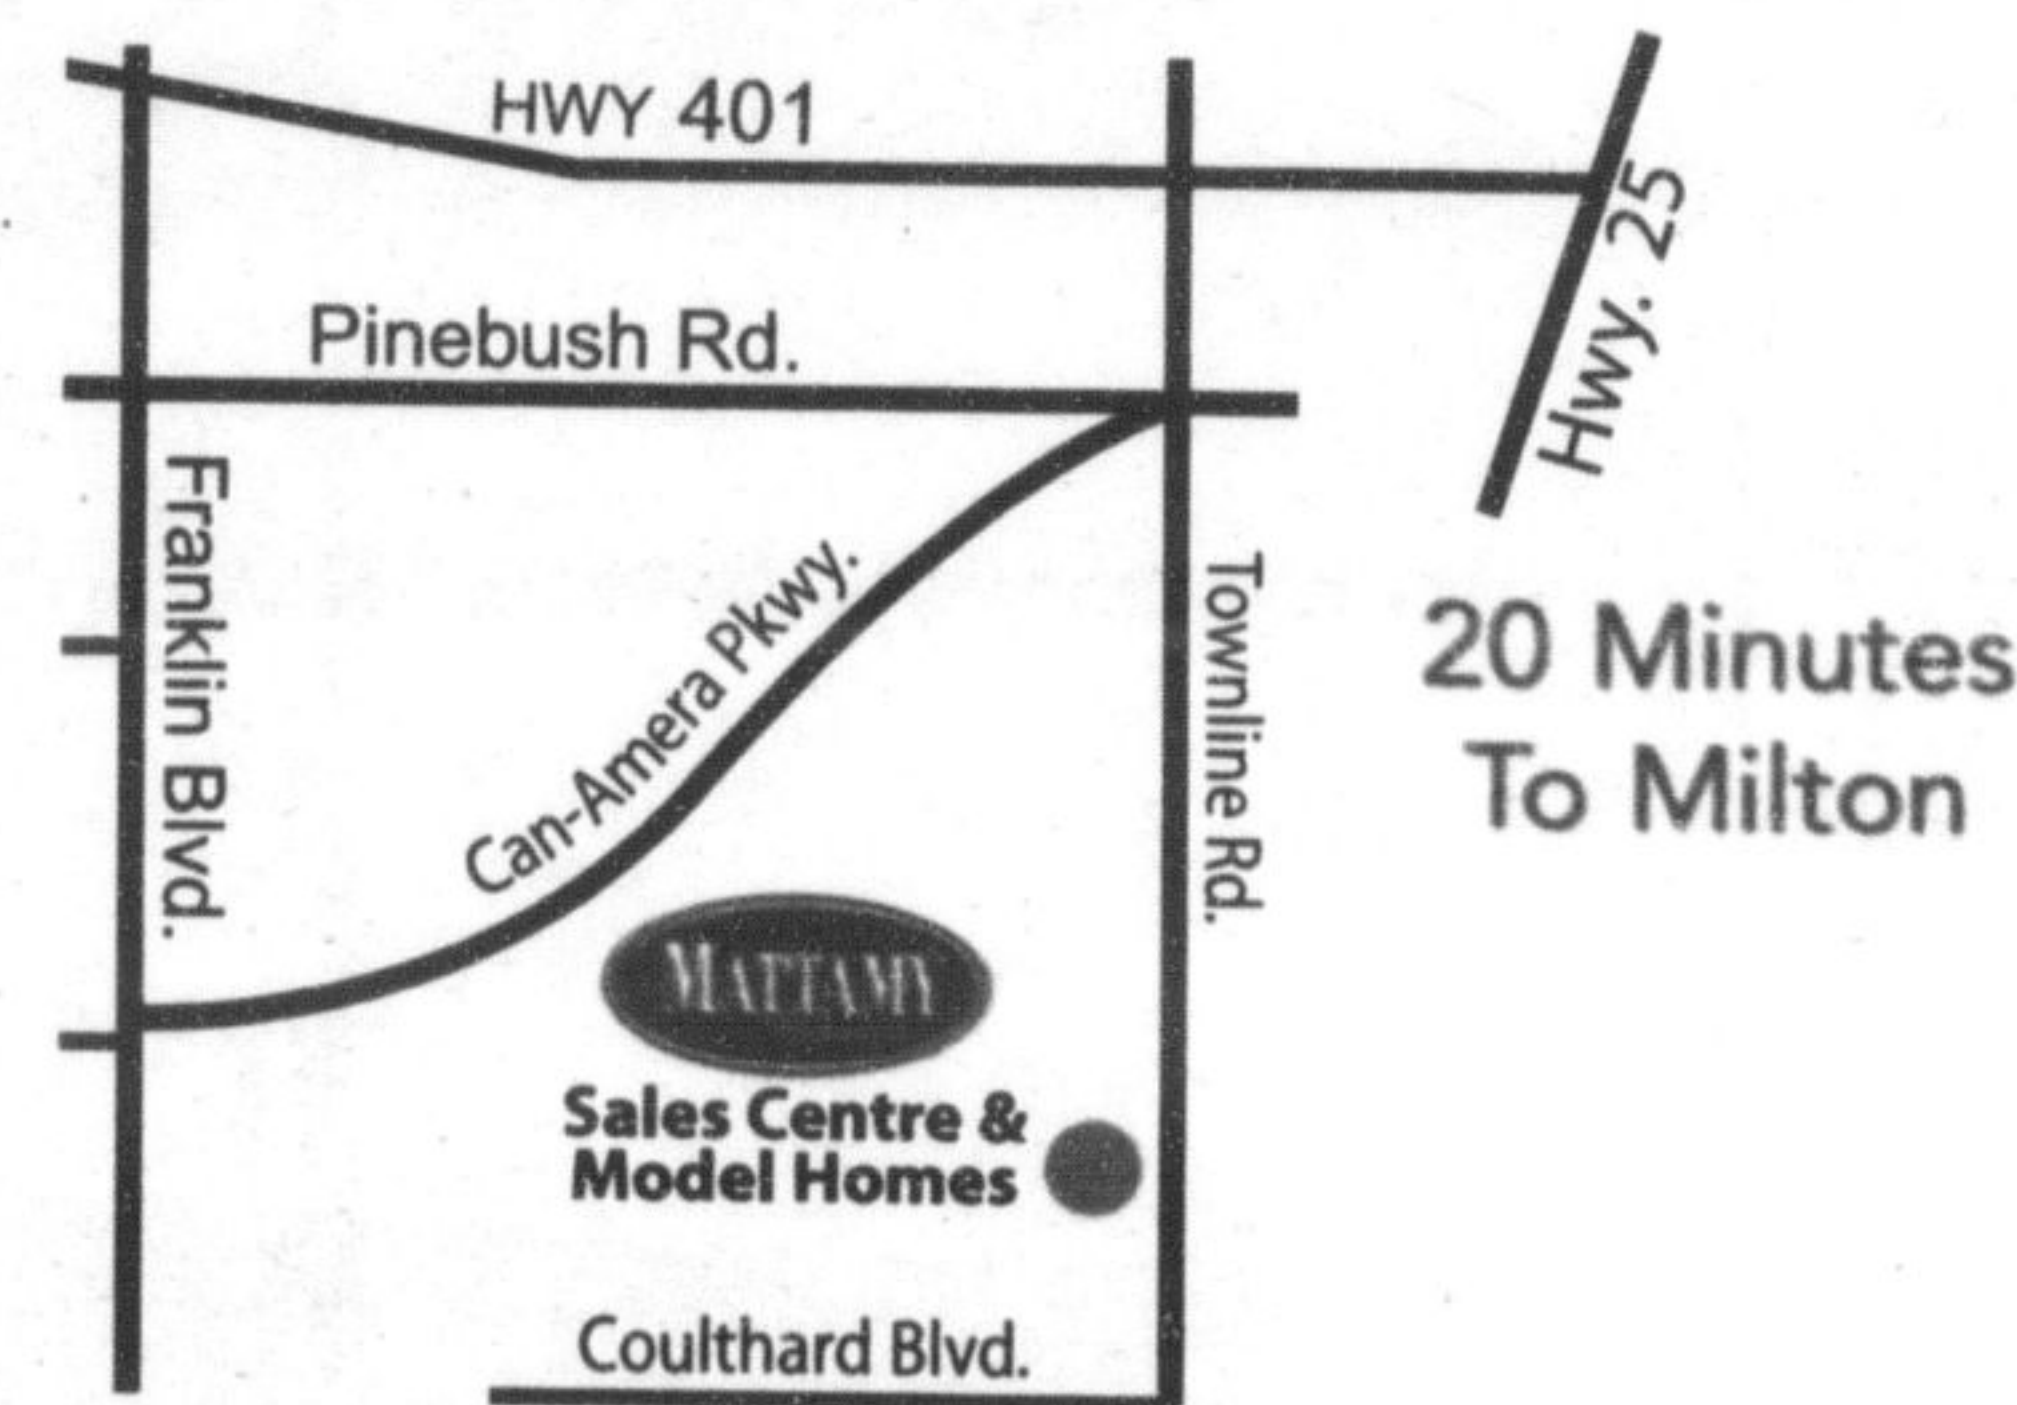 HWY 401
Hwy. 25
Pinebush Rd.
Franklin Blvd.
Can-Amera Pkwy.
Townline Rd.
20 Minutes
To Milton
MATTAMY
Sales Centre &
Model Homes
Coulthard Blvd.